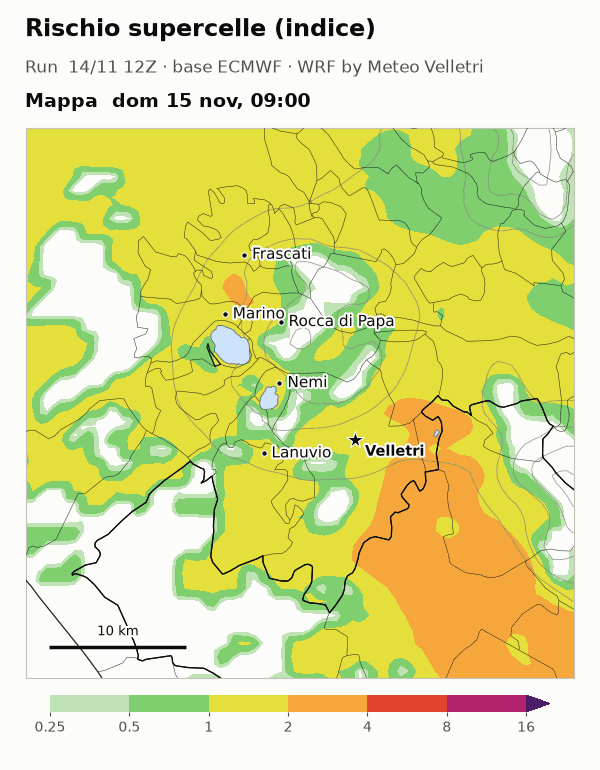 Rischio supercelle (indice)
Run  14/11 12Z · base ECMWF · WRF by Meteo Velletri
Mappa  dom 15 nov, 09:00
Frascati
Marino
Rocca di Papa
Nemi
Velletri
Lanuvio
10 km
0.25 0.5 1 2 4 8 16